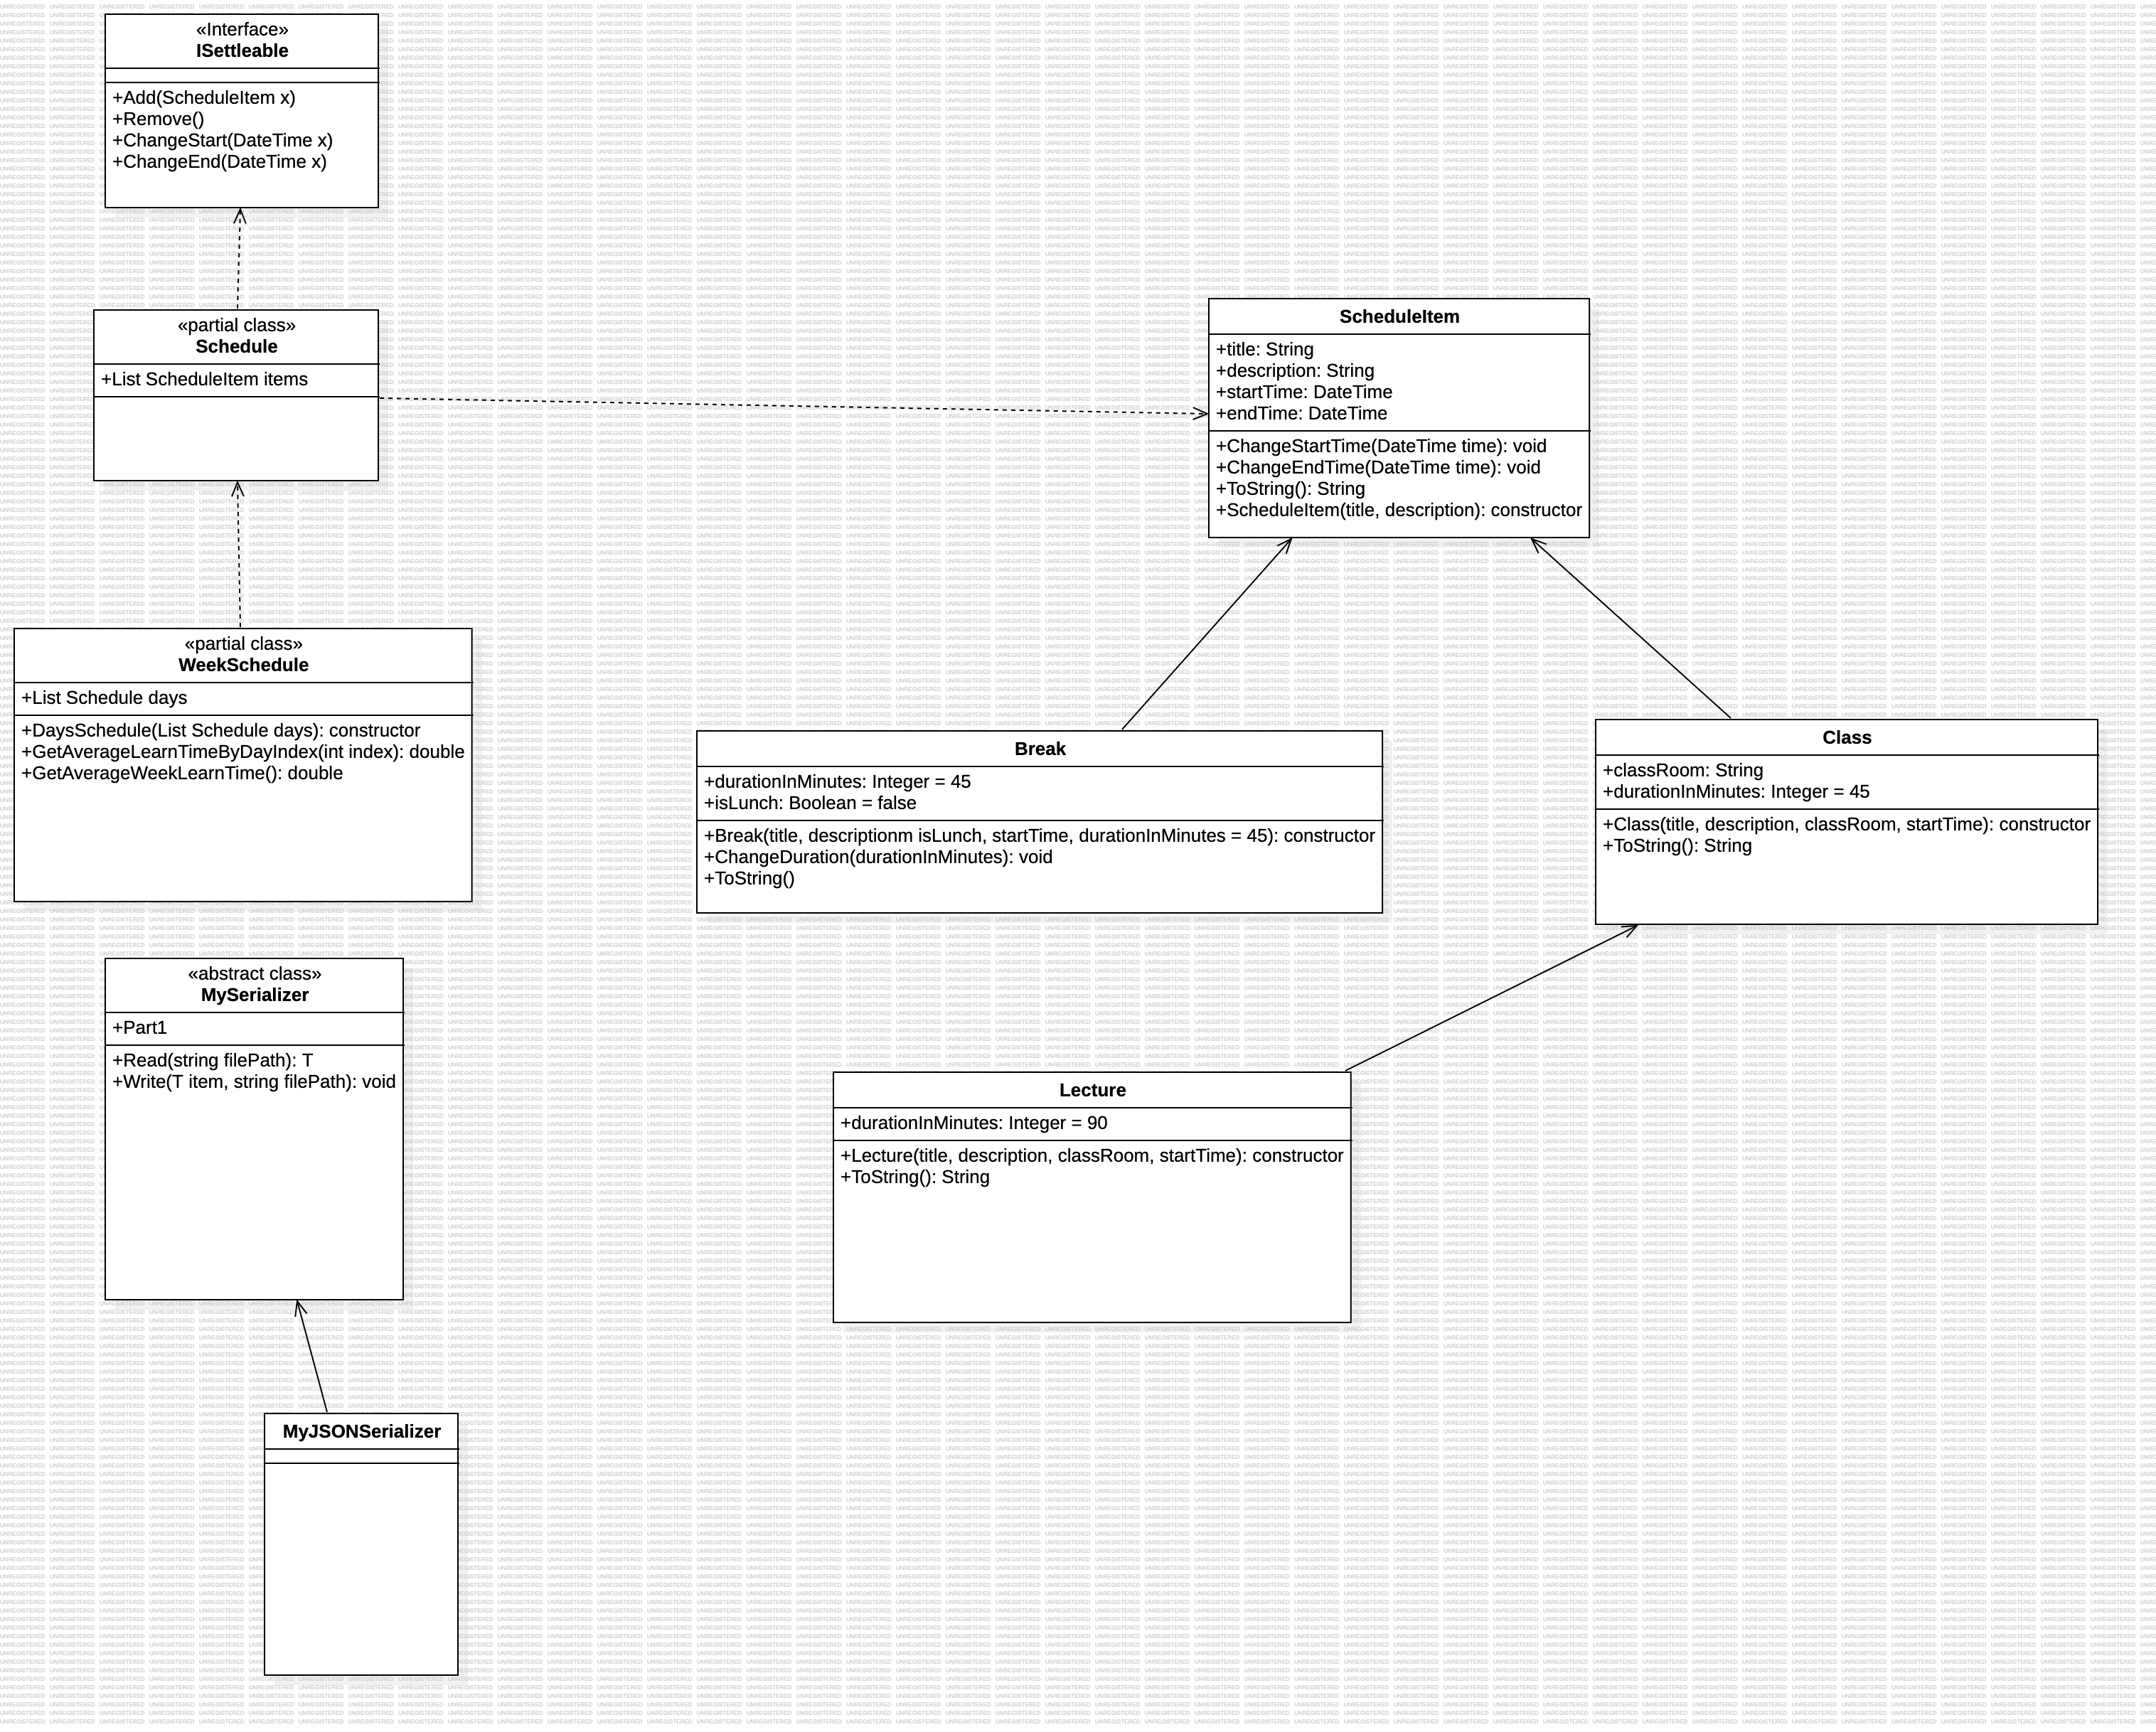 «Interface»
ISettleable
+Add(ScheduleItem x)
+Remove()
+ChangeStart(DateTime x)
+ChangeEnd(DateTime x)
«partial class»
Schedule
+List ScheduleItem items
ScheduleItem
+title: String
+description: String
+startTime: DateTime
+endTime: DateTime
+ChangeStartTime(DateTime time): void
+ChangeEndTime(DateTime time): void
+ToString(): String
+ScheduleItem(title, description): constructor
«partial class»
WeekSchedule
+List Schedule days
+DaysSchedule(List Schedule days): constructor
+GetAverageLearnTimeByDayIndex(int index): double
+GetAverageWeekLearnTime(): double
Break
+durationInMinutes: Integer = 45
+isLunch: Boolean = false
+Break(title, descriptionm isLunch, startTime, durationInMinutes = 45): constructor
+ChangeDuration(durationInMinutes): void
+ToString()
Class
+classRoom: String
+durationInMinutes: Integer = 45
+Class(title, description, classRoom, startTime): constructor
+ToString(): String
«abstract class»
MySerializer
+Part1
+Read(string filePath): T
+Write(T item, string filePath): void
Lecture
+durationInMinutes: Integer = 90
+Lecture(title, description, classRoom, startTime): constructor
+ToString(): String
MyJSONSerializer
UNREGISTERED